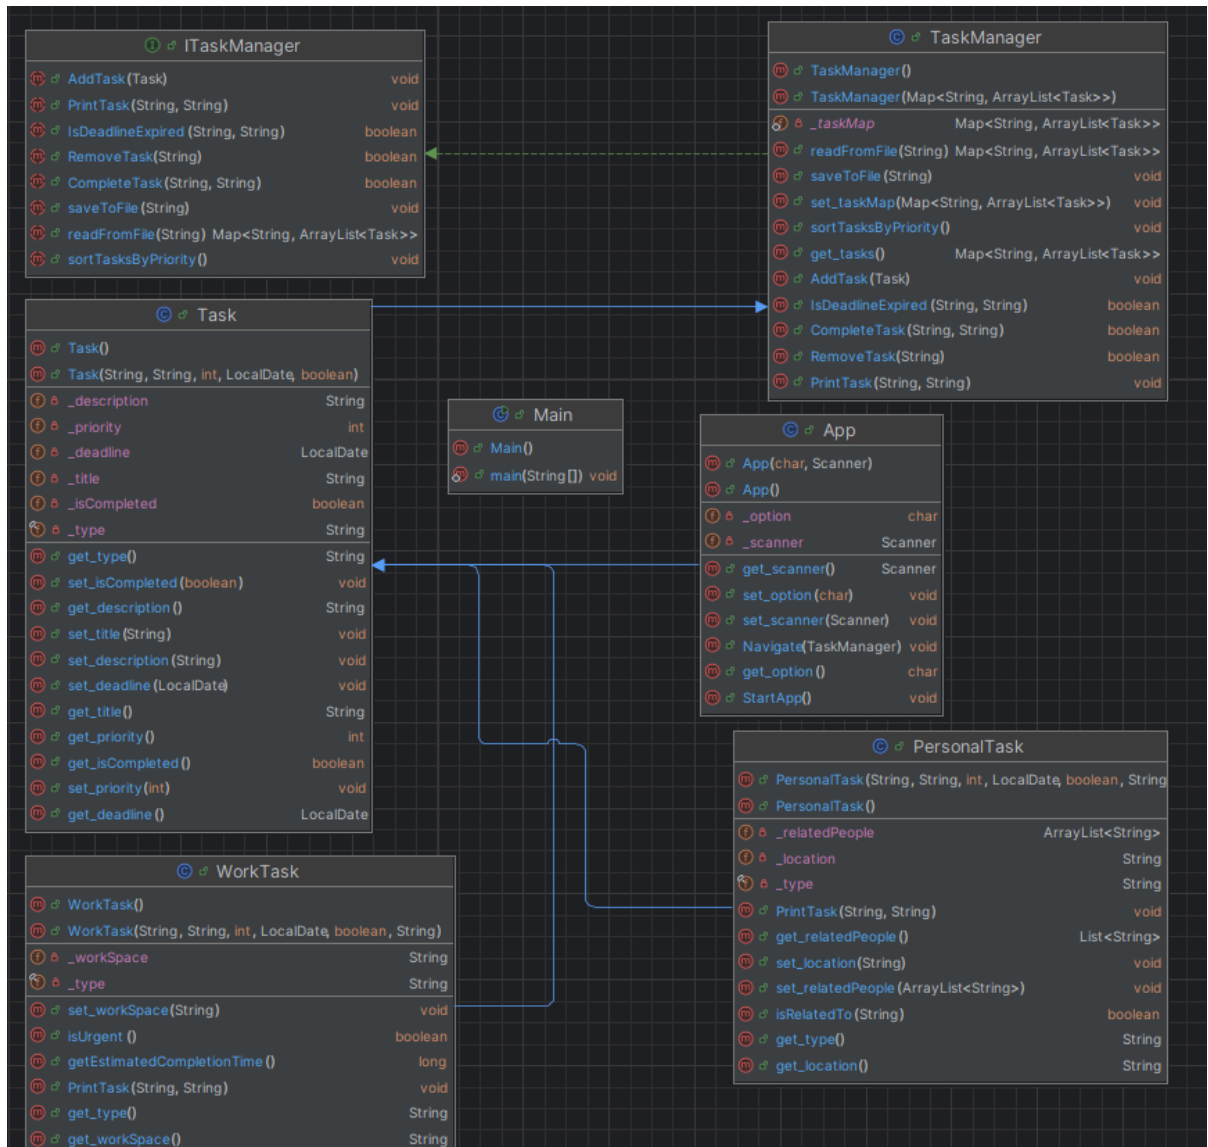 ITaskManager
AddTask(Task) void
PrintTask(String, String) void
IsDeadlineExpired(String, String) boolean
RemoveTask(String) boolean
CompleteTask(String, String) boolean
saveToFile(String) void
readFromFile(String) Map<String, ArrayList<Task>>
sortTasksByPriority() void
TaskManager
TaskManager()
TaskManager(Map<String, ArrayList<Task>>)
_taskMap Map<String, ArrayList<Task>>
readFromFile(String) Map<String, ArrayList<Task>>
saveToFile(String) void
set_taskMap(Map<String, ArrayList<Task>>) void
sortTasksByPriority() void
get_tasks() Map<String, ArrayList<Task>>
AddTask(Task) void
IsDeadlineExpired(String, String) boolean
CompleteTask(String, String) boolean
RemoveTask(String) boolean
PrintTask(String, String) void
Task
Task()
Task(String, String, int, LocalDate, boolean)
_description String
_priority int
_deadline LocalDate
_title String
_isCompleted boolean
_type String
get_type() String
set_isCompleted(boolean) void
get_description() String
set_title(String) void
set_description(String) void
set_deadline(LocalDate) void
get_title() String
get_priority() int
get_isCompleted() boolean
set_priority(int) void
get_deadline() LocalDate
Main
Main()
main(String[]) void
App
App(char, Scanner)
App()
_option char
_scanner Scanner
get_scanner() Scanner
set_option(char) void
set_scanner(Scanner) void
Navigate(TaskManager) void
get_option() char
StartApp() void
PersonalTask
PersonalTask(String, String, int, LocalDate, boolean, String
PersonalTask()
_relatedPeople ArrayList<String>
_location String
_type String
PrintTask(String, String) void
get_relatedPeople() List<String>
set_location(String) void
set_relatedPeople(ArrayList<String>) void
isRelatedTo(String) boolean
get_type() String
get_location() String
WorkTask
WorkTask()
WorkTask(String, String, int, LocalDate, boolean, String)
_workSpace String
_type String
set_workSpace(String) void
isUrgent() boolean
getEstimatedCompletionTime() long
PrintTask(String, String) void
get_type() String
get_workSpace() String